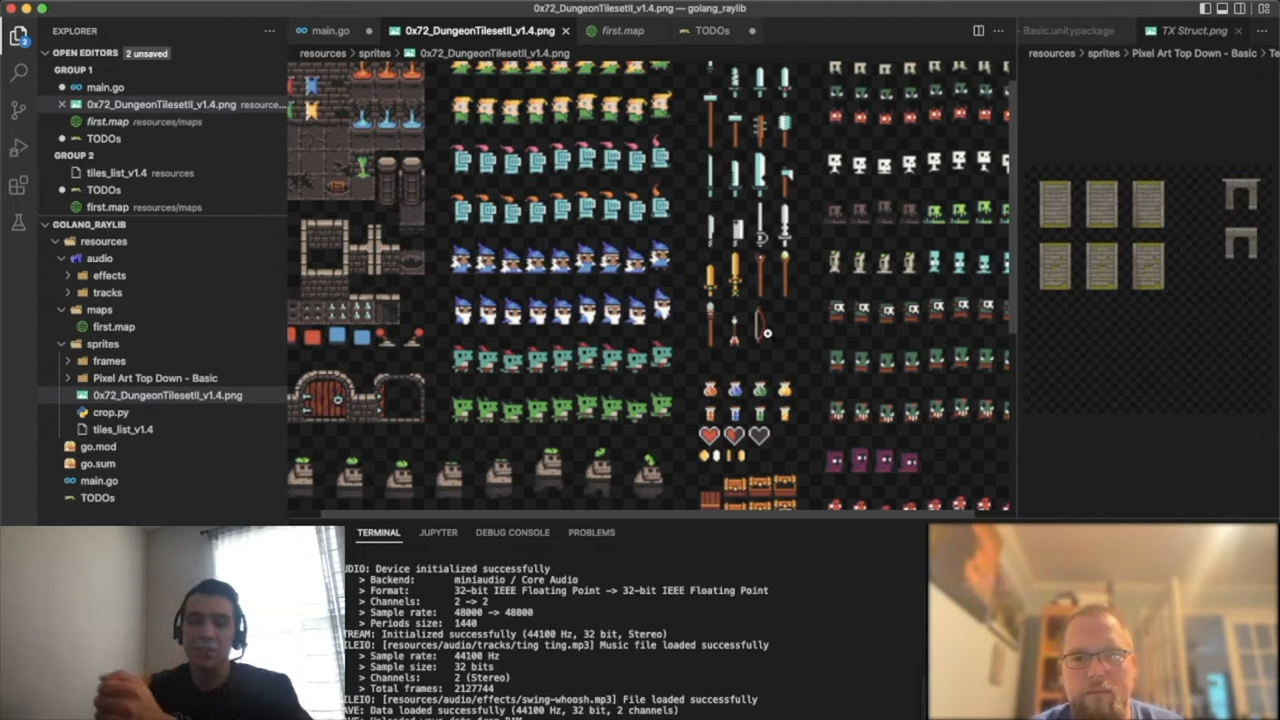 0x72_DungeonTilesetII_v1.4.png — golang_raylib
EXPLORER
OPEN EDITORS 2 unsaved
GROUP 1
main.go
0x72_DungeonTilesetII_v1.4.png resource...
first.map resources/maps
TODOs
GROUP 2
tiles_list_v1.4 resources
TODOs
first.map resources/maps
GOLANG_RAYLIB
resources
audio
effects
tracks
maps
first.map
sprites
frames
Pixel Art Top Down - Basic
0x72_DungeonTilesetII_v1.4.png
crop.py
tiles_list_v1.4
go.mod
go.sum
main.go
TODOs
2
main.go
0x72_DungeonTilesetII_v1.4.png
first.map
TODOs
resources > sprites > 0x72_DungeonTilesetII_v1.4.png
Basic.unitypackage
TX Struct.png
resources > sprites > Pixel Art Top Down - Basic >
TERMINAL JUPYTER DEBUG CONSOLE PROBLEMS
UDIO: Device initialized successfully
> Backend: miniaudio / Core Audio
> Format: 32-bit IEEE Floating Point -> 32-bit IEEE Floating Point
> Channels: 2 -> 2
> Sample rate: 48000 -> 48000
> Periods size: 1440
TREAM: Initialized successfully (44100 Hz, 32 bit, Stereo)
ILEIO: [resources/audio/tracks/ting ting.mp3] Music file loaded successfully
> Sample rate: 44100 Hz
> Sample size: 32 bits
> Channels: 2 (Stereo)
> Total frames: 2127744
ILEIO: [resources/audio/effects/swing-whoosh.mp3] File loaded successfully
AVE: Data loaded successfully (44100 Hz, 32 bit, 2 channels)